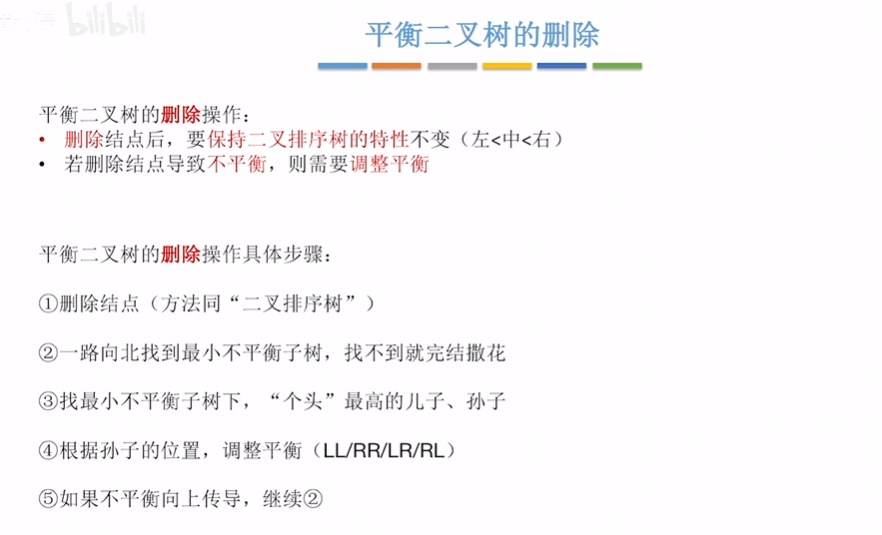 bilibili
平衡二叉树的删除
平衡二叉树的删除操作：
• 删除结点后，要保持二叉排序树的特性不变（左<中<右）
• 若删除结点导致不平衡，则需要调整平衡
平衡二叉树的删除操作具体步骤：
①删除结点（方法同“二叉排序树”）
②一路向北找到最小不平衡子树，找不到就完结撒花
③找最小不平衡子树下，“个头”最高的儿子、孙子
④根据孙子的位置，调整平衡（LL/RR/LR/RL）
⑤如果不平衡向上传导，继续②